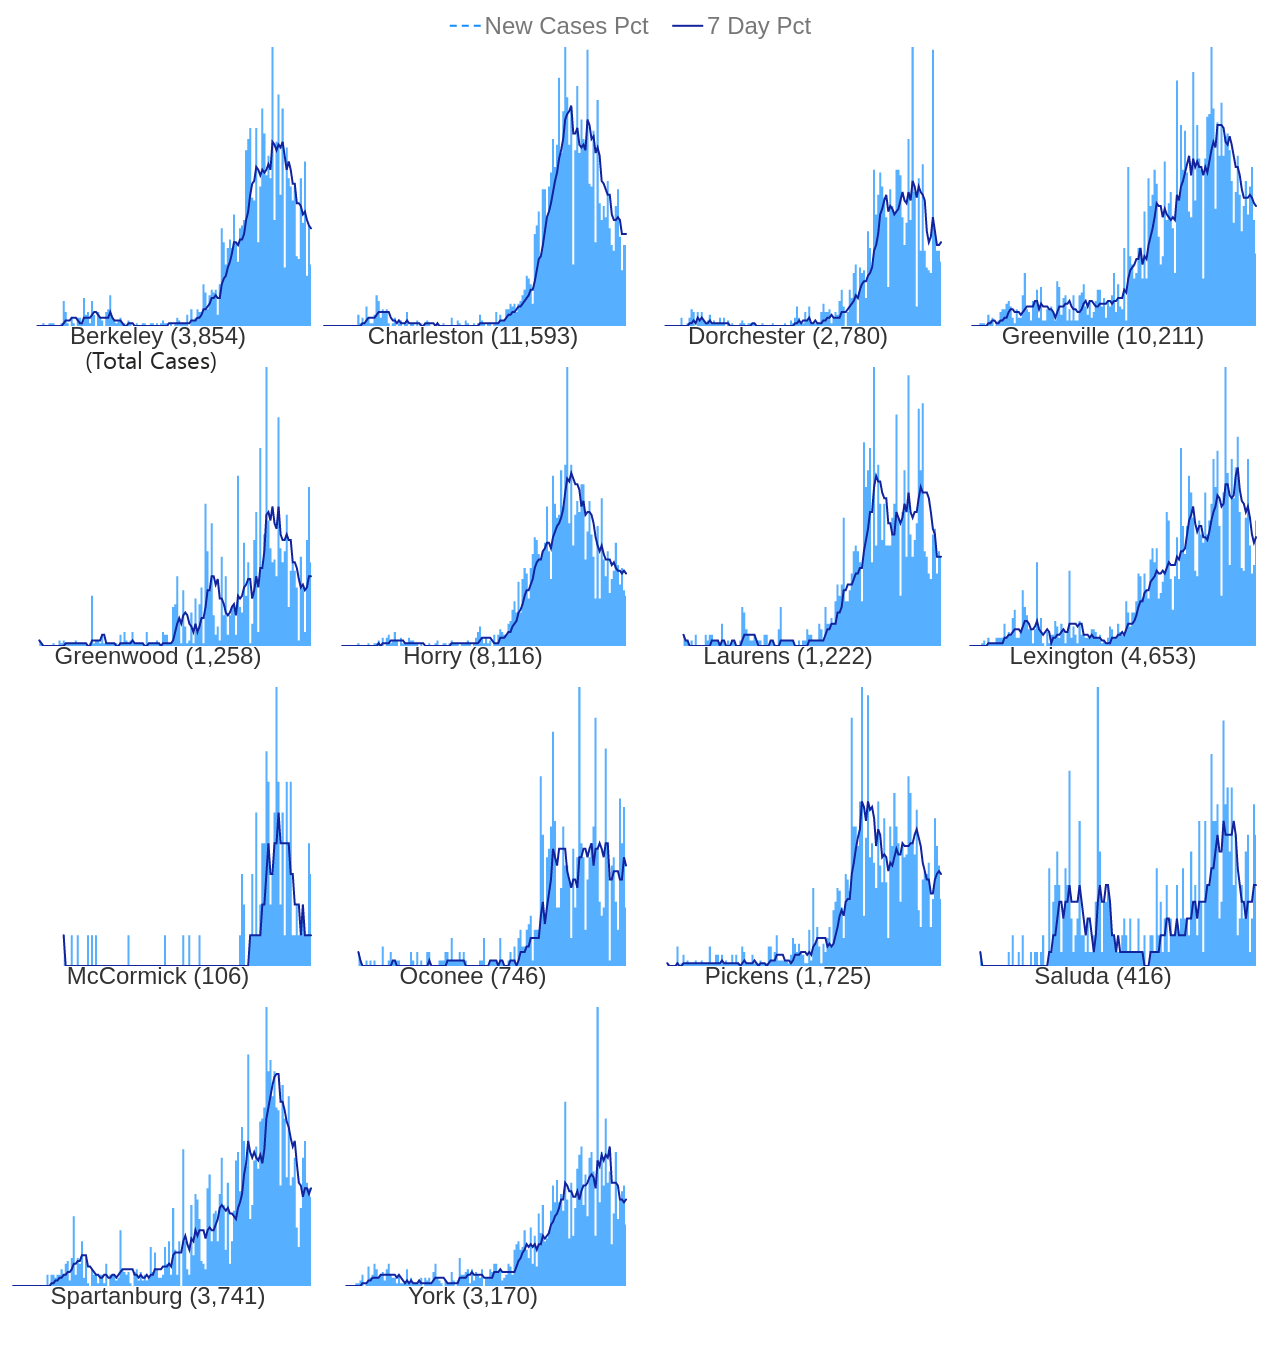 New Cases Pct 7 Day Pct
Berkeley (3,854) Charleston (11,593) Dorchester (2,780) Greenville (10,211)
(Total Cases)
Greenwood (1,258) Horry (8,116) Laurens (1,222) Lexington (4,653)
McCormick (106) Oconee (746) Pickens (1,725) Saluda (416)
Spartanburg (3,741) York (3,170)